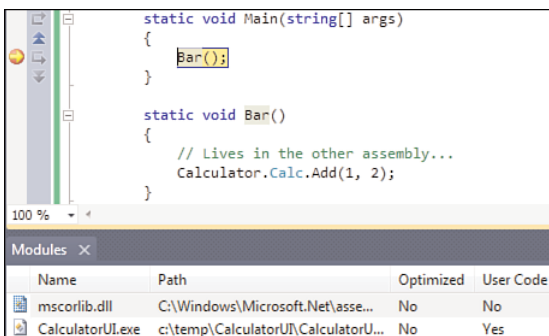 static void Main(string[] args)
{
Bar();
}
static void Bar()
{
// Lives in the other assembly...
Calculator.Calc.Add(1, 2);
}
100 %
Modules
Name Path Optimized User Code
mscorlib.dll C:\Windows\Microsoft.Net\asse... No No
CalculatorUI.exe c:\temp\CalculatorUI\CalculatorU... No Yes